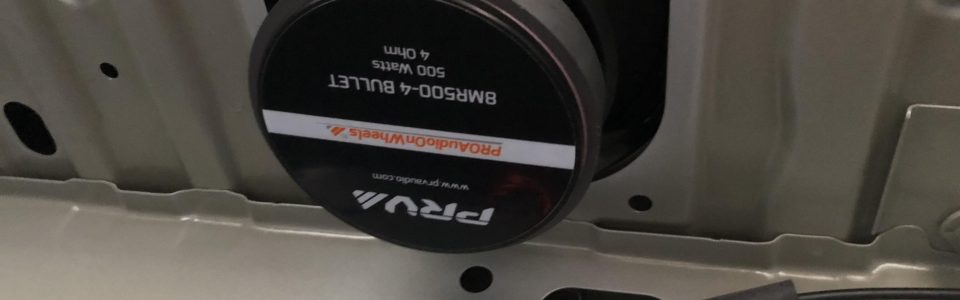 PRV
www.prvaudio.com
PROAudioOnWheels
8MR500-4 BULLET
500 Watts
4 Ohm